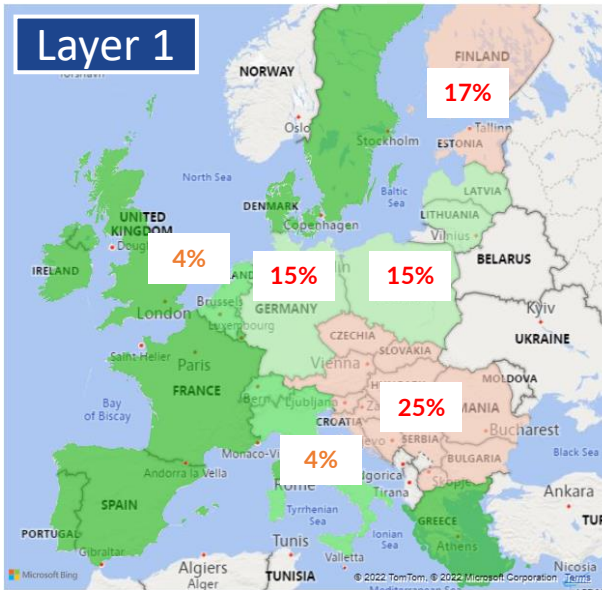 Layer 1
NORWAY
FINLAND
17%
Oslo
Stockholm
Tallinn
ESTONIA
North Sea
Baltic
Sea
LATVIA
DENMARK
Copenhagen
LITHUANIA
Vilnius
UNITED
KINGDOM
4%
15%
15%
BELARUS
IRELAND
GERMANY
London
Brussels
Luxembourg
Kyiv
UKRAINE
CZECHIA
SLOVAKIA
Saint Helier
Paris
Vienna
MOLDOVA
FRANCE
Bern
Ljubljana
25%
CROATIA
Bucharest
Bay
of Biscay
SERBIA
BULGARIA
Black Sea
4%
Andorra la Vella
Rome
Tirana
Skopje
Ankara
SPAIN
Tyrrhenian
Sea
Ionian
Sea
GREECE
Athens
PORTUGAL
Gibraltar
Tunis
Valletta
Algiers
Alger
TUNISIA
Nicosia
Microsoft Bing
© 2022 TomTom, © 2022 Microsoft Corporation Terms